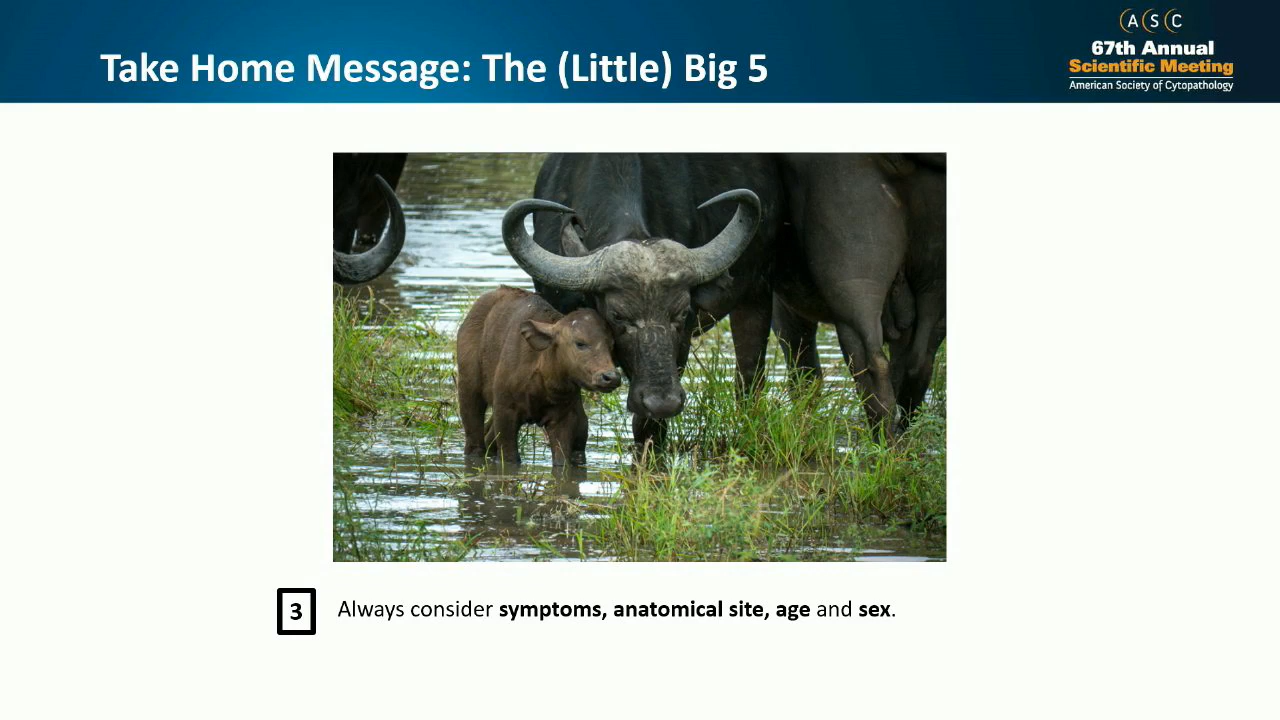 Take Home Message: The (Little) Big 5
(A(S(C
67th Annual
Scientific Meeting
American Society of Cytopathology
3 Always consider symptoms, anatomical site, age and sex.